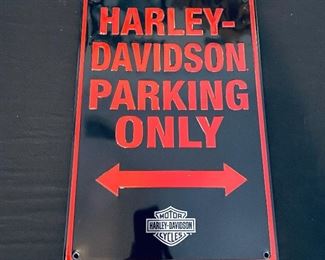 HARLEY-
DAVIDSON
PARKING
ONLY
MOTOR
HARLEY-DAVIDSON
CYCLES